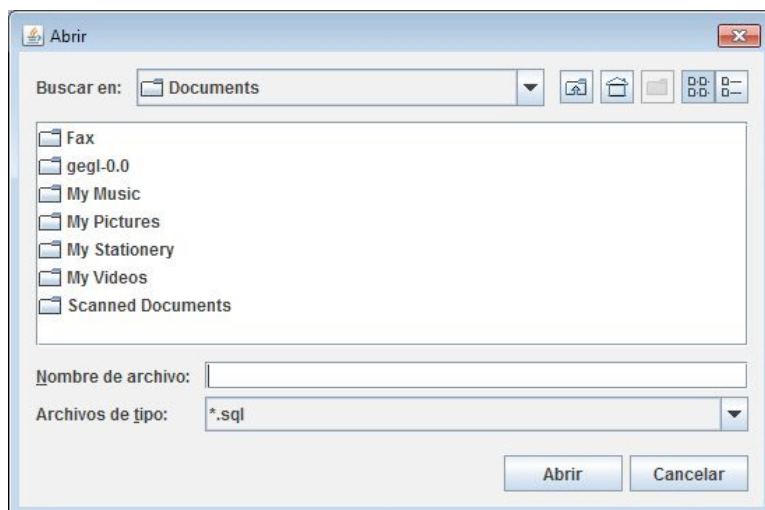 Abrir
Buscar en: Documents
Fax
gegl-0.0
My Music
My Pictures
My Stationery
My Videos
Scanned Documents
Nombre de archivo:
Archivos de tipo: *.sql
Abrir Cancelar